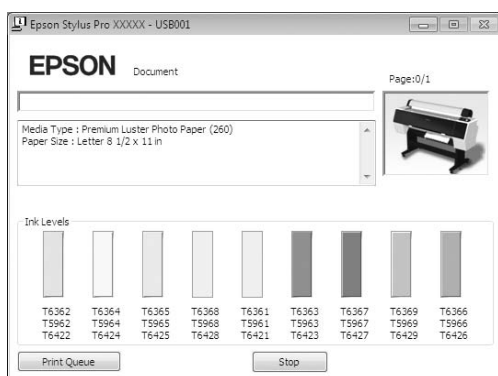 Epson Stylus Pro XXXXX - USB001
EPSON Document
Page:0/1
Media Type : Premium Luster Photo Paper (260)
Paper Size : Letter 8 1/2 x 11 in
Ink Levels
T6362 T6364 T6365 T6368 T6361 T6363 T6367 T6369 T6366
T5962 T5964 T5965 T5968 T5961 T5963 T5967 T5969 T5966
T6422 T6424 T6425 T6428 T6421 T6423 T6427 T6429 T6426
Print Queue Stop